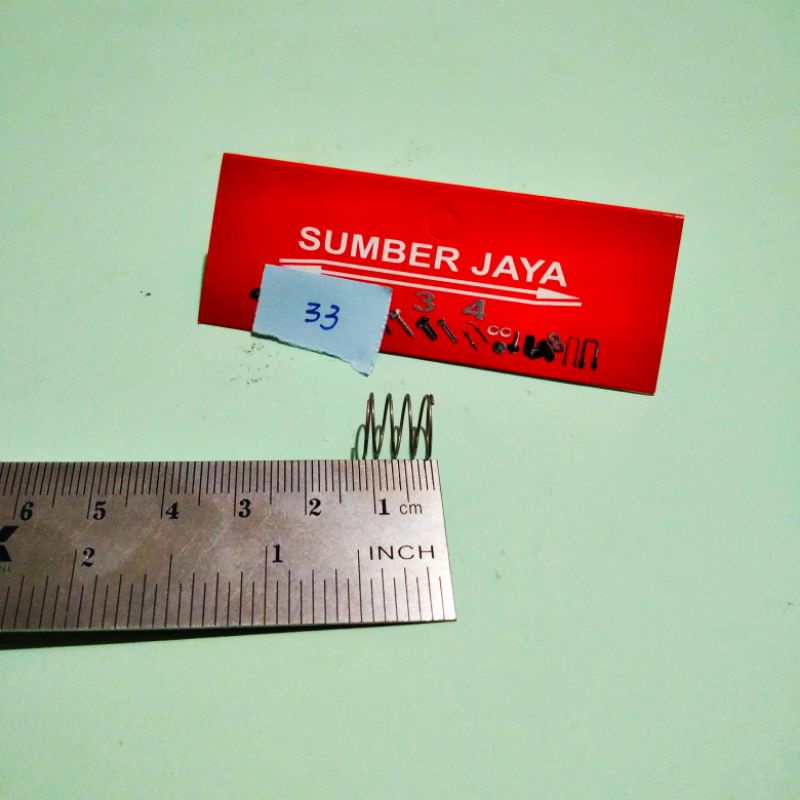 SUMBER JAYA
33
3 4
6 5 4 3 2 1 cm
2 1 INCH